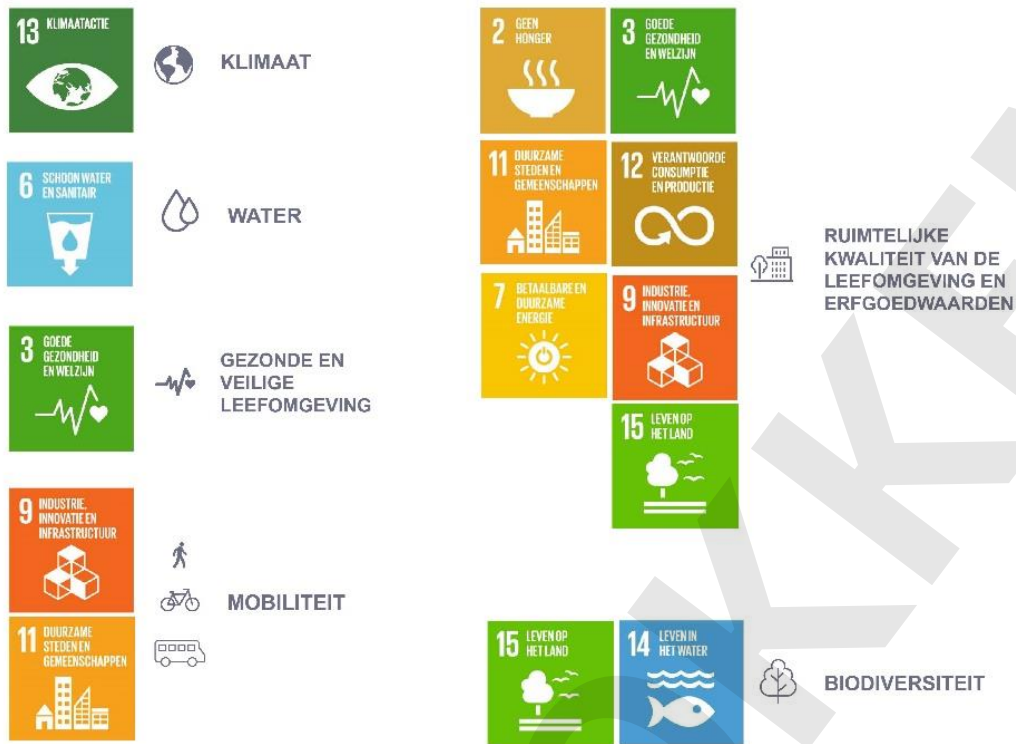 13 KLIMAATACTIE
KLIMAAT
6 SCHOON WATER
EN SANITAIR
WATER
3 GOEDE
GEZONDHEID
EN WELZIJN
GEZONDE EN
VEILIGE
LEEFOMGEVING
9 INDUSTRIE,
INNOVATIE EN
INFRASTRUCTUUR
11 DUURZAME
STEDEN EN
GEMEENSCHAPPEN
MOBILITEIT
2 GEEN
HONGER
3 GOEDE
GEZONDHEID
EN WELZIJN
11 DUURZAME
STEDEN EN
GEMEENSCHAPPEN
12 VERANTWOORDE
CONSUMPTIE
EN PRODUCTIE
7 BETAALBARE EN
DUURZAME
ENERGIE
9 INDUSTRIE,
INNOVATIE EN
INFRASTRUCTUUR
15 LEVEN OP
HET LAND
RUIMTELIJKE
KWALITEIT VAN DE
LEEFOMGEVING EN
ERFGOEDWAARDEN
15 LEVEN OP
HET LAND
14 LEVEN IN
HET WATER
BIODIVERSITEIT